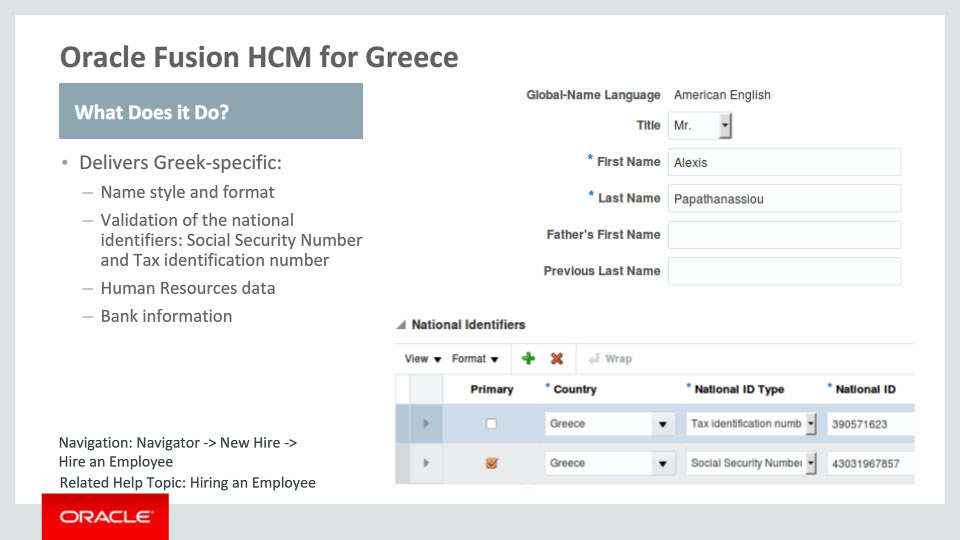 Oracle Fusion HCM for Greece
What Does it Do?
• Delivers Greek-specific:
– Name style and format
– Validation of the national
identifiers: Social Security Number
and Tax identification number
– Human Resources data
– Bank information
Navigation: Navigator -> New Hire ->
Hire an Employee
Related Help Topic: Hiring an Employee
Global-Name Language American English
Title Mr.
* First Name Alexis
* Last Name Papathanassiou
Father's First Name
Previous Last Name
National Identifiers
View Format Wrap
Primary * Country * National ID Type * National ID
Greece Tax identification numb 390571623
Greece Social Security Number 43031967857
ORACLE